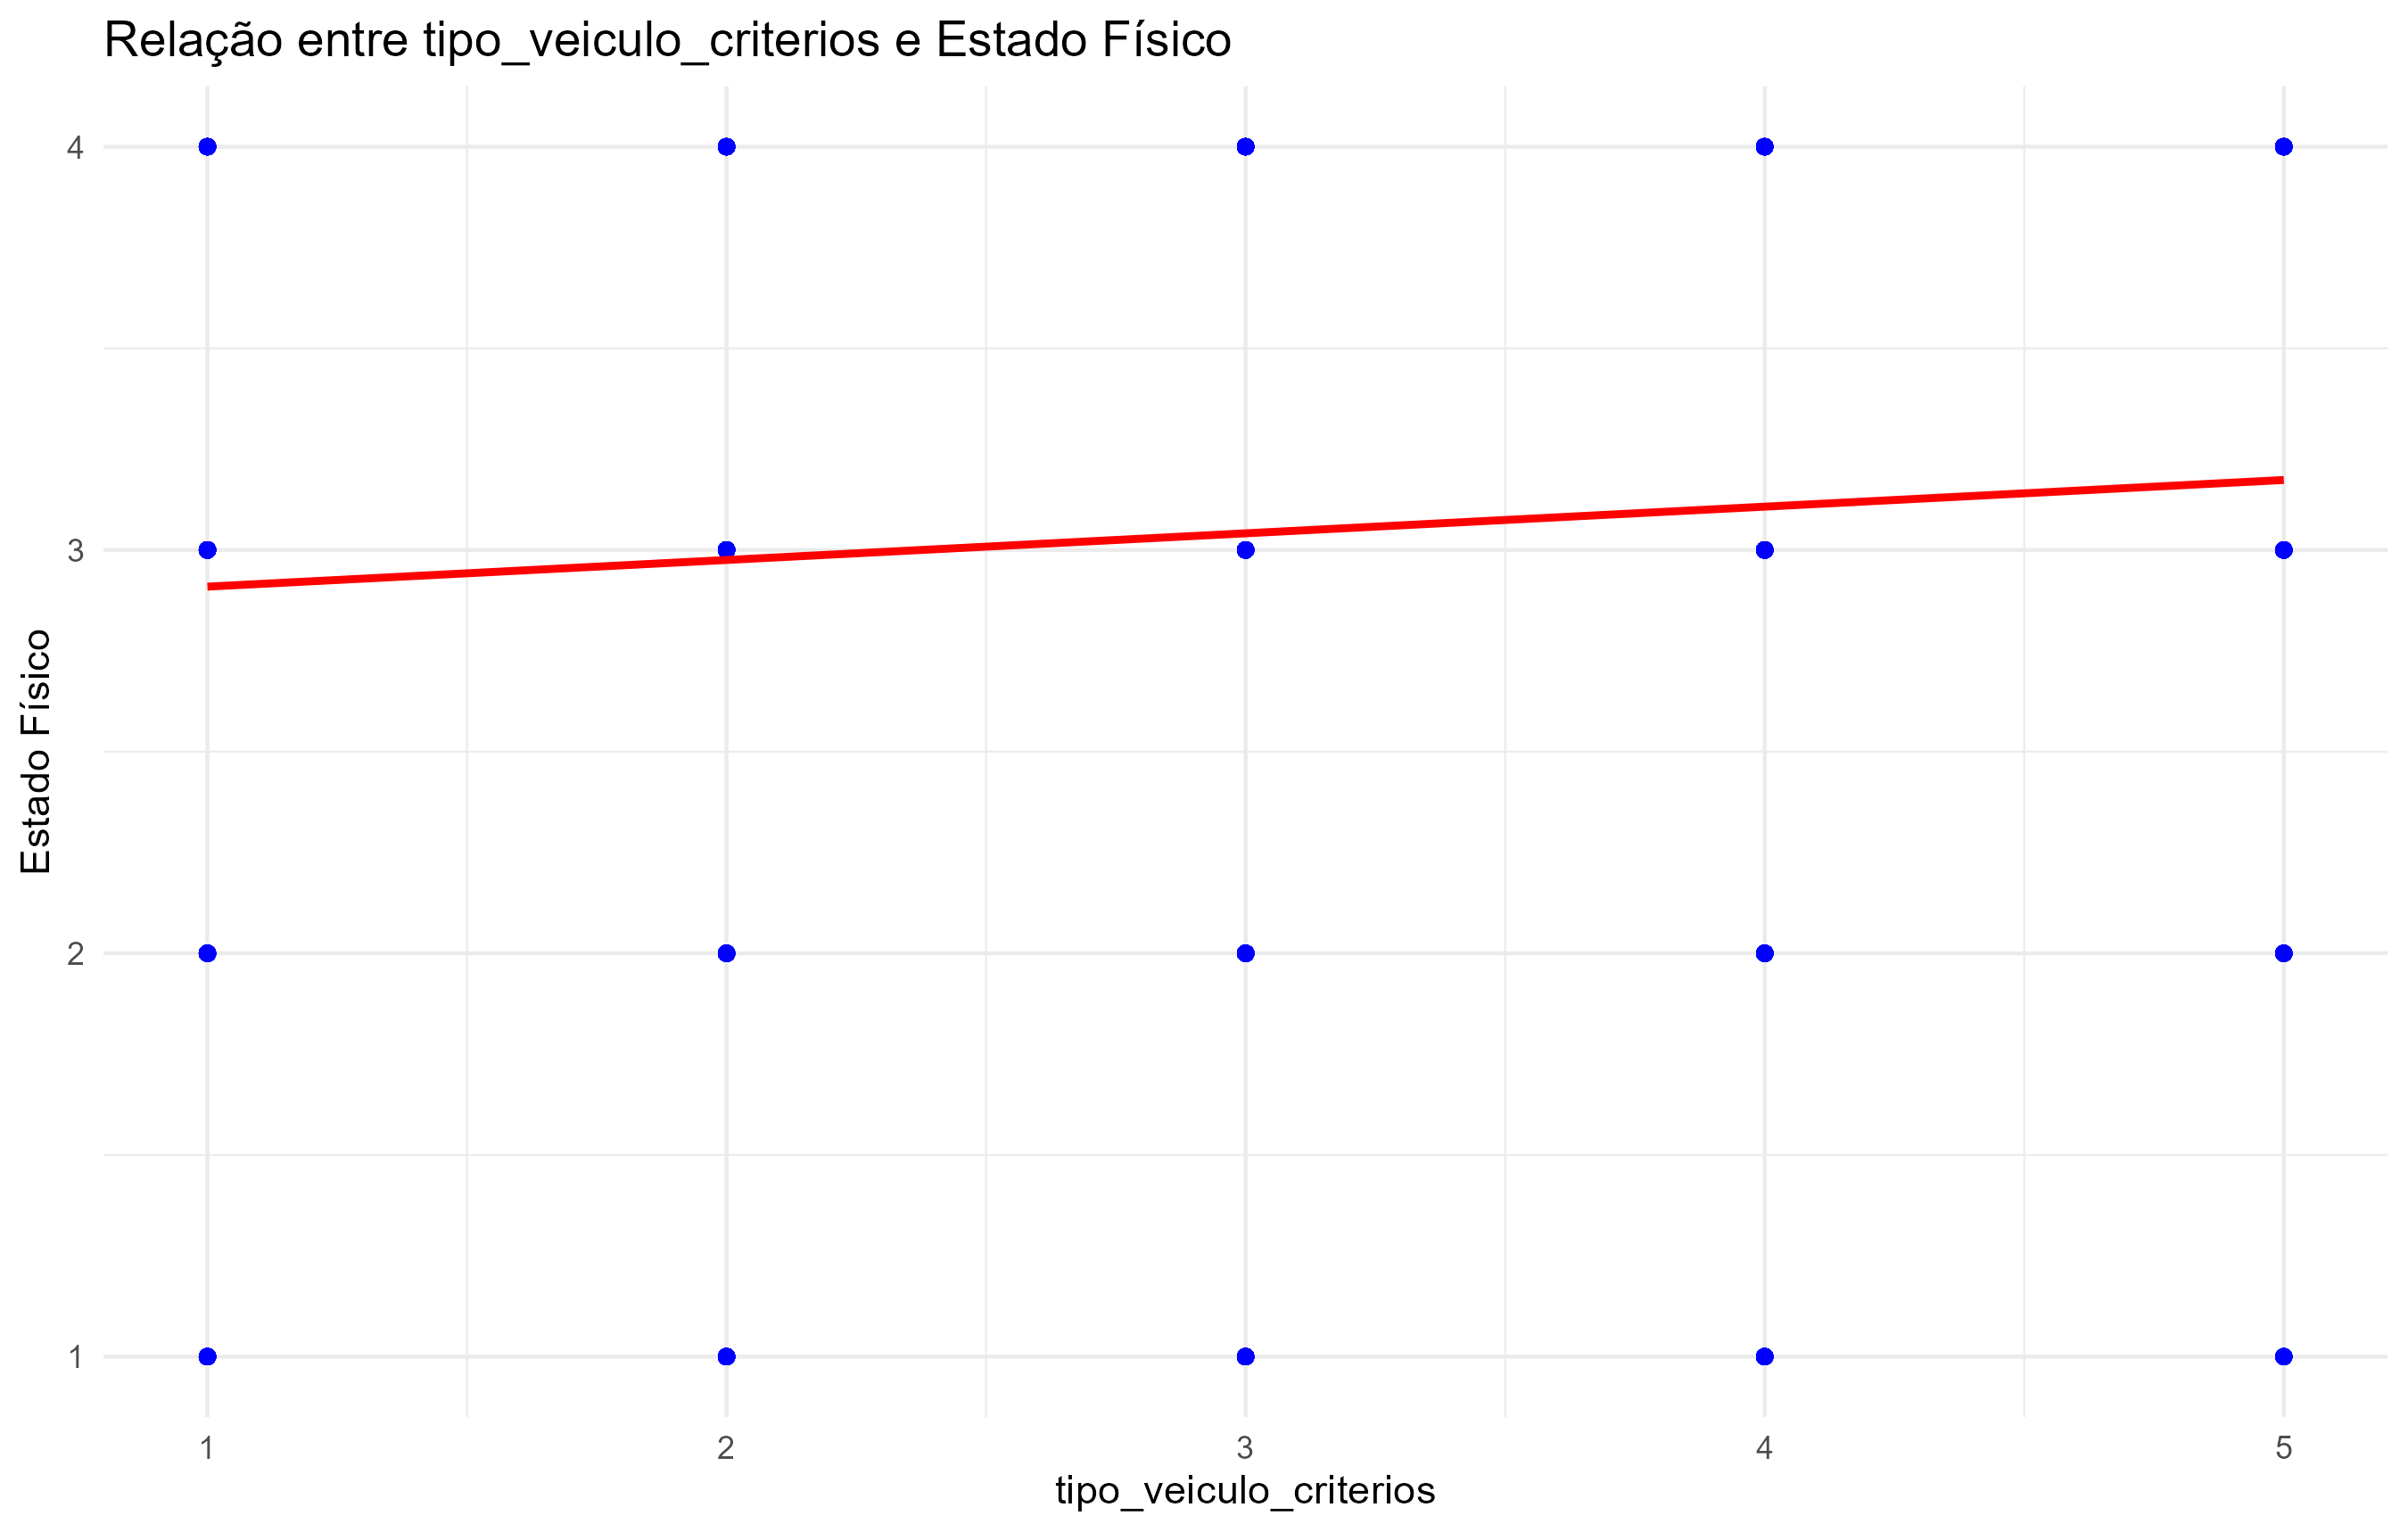 Relação entre tipo_veiculo_criterios e Estado Físico
4
3
2
1
Estado Físico
1 2 3 4 5
tipo_veiculo_criterios